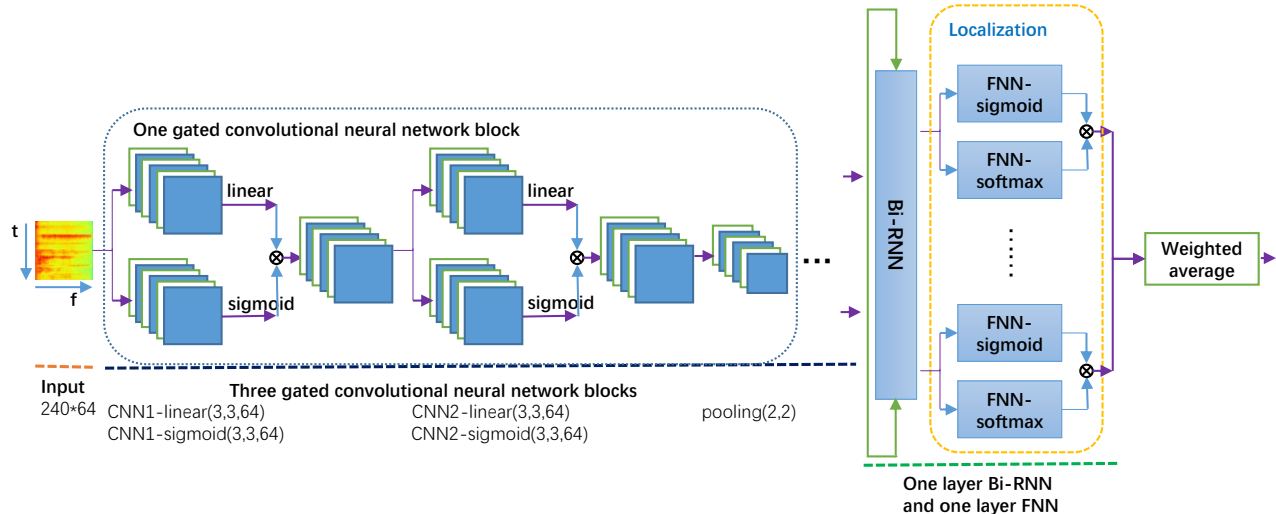 Localization
FNN-
sigmoid
FNN-
softmax
One gated convolutional neural network block
linear
linear
t
f
sigmoid
sigmoid
...
Bi-RNN
......
FNN-
sigmoid
FNN-
softmax
Weighted
average
Input
240*64
Three gated convolutional neural network blocks
CNN1-linear(3,3,64)
CNN1-sigmoid(3,3,64)
CNN2-linear(3,3,64)
CNN2-sigmoid(3,3,64)
pooling(2,2)
One layer Bi-RNN
and one layer FNN